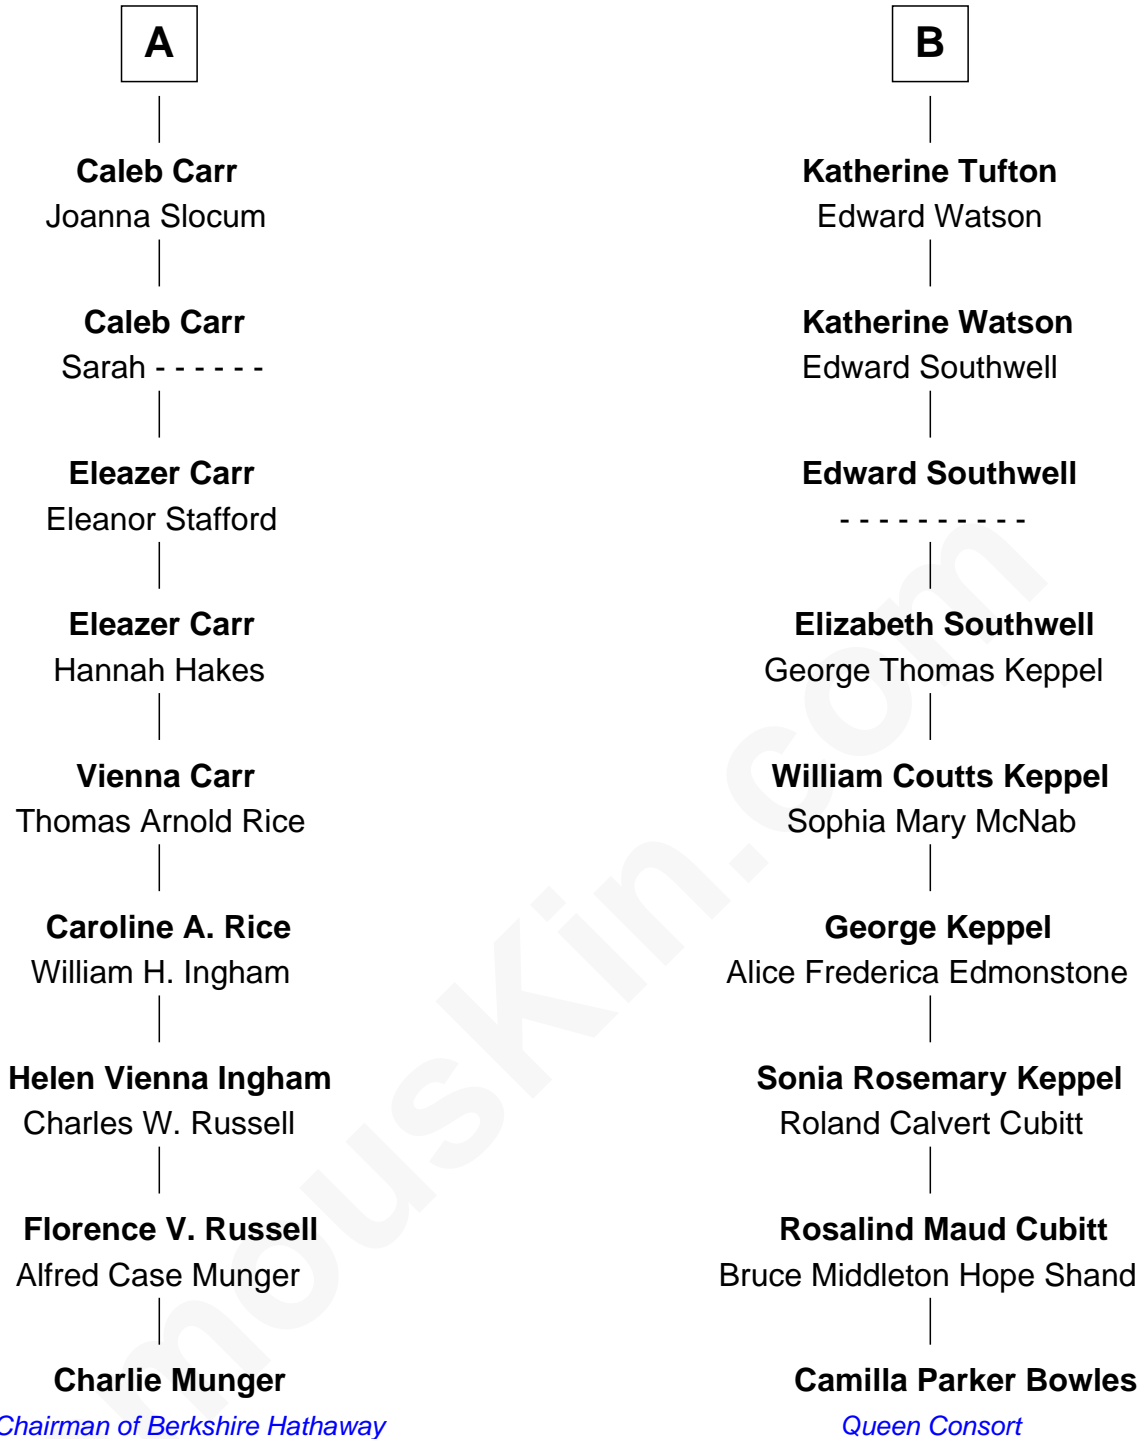 A
Caleb Carr
Joanna Slocum
Caleb Carr
Sarah - - - - - -
Eleazer Carr
Eleanor Stafford
Eleazer Carr
Hannah Hakes
Vienna Carr
Thomas Arnold Rice
Caroline A. Rice
William H. Ingham
Helen Vienna Ingham
Charles W. Russell
Florence V. Russell
Alfred Case Munger
Charlie Munger
Chairman of Berkshire Hathaway
B
Katherine Tufton
Edward Watson
Katherine Watson
Edward Southwell
Edward Southwell
- - - - - - - - - -
Elizabeth Southwell
George Thomas Keppel
William Coutts Keppel
Sophia Mary McNab
George Keppel
Alice Frederica Edmonstone
Sonia Rosemary Keppel
Roland Calvert Cubitt
Rosalind Maud Cubitt
Bruce Middleton Hope Shand
Camilla Parker Bowles
Queen Consort
mousKin.com